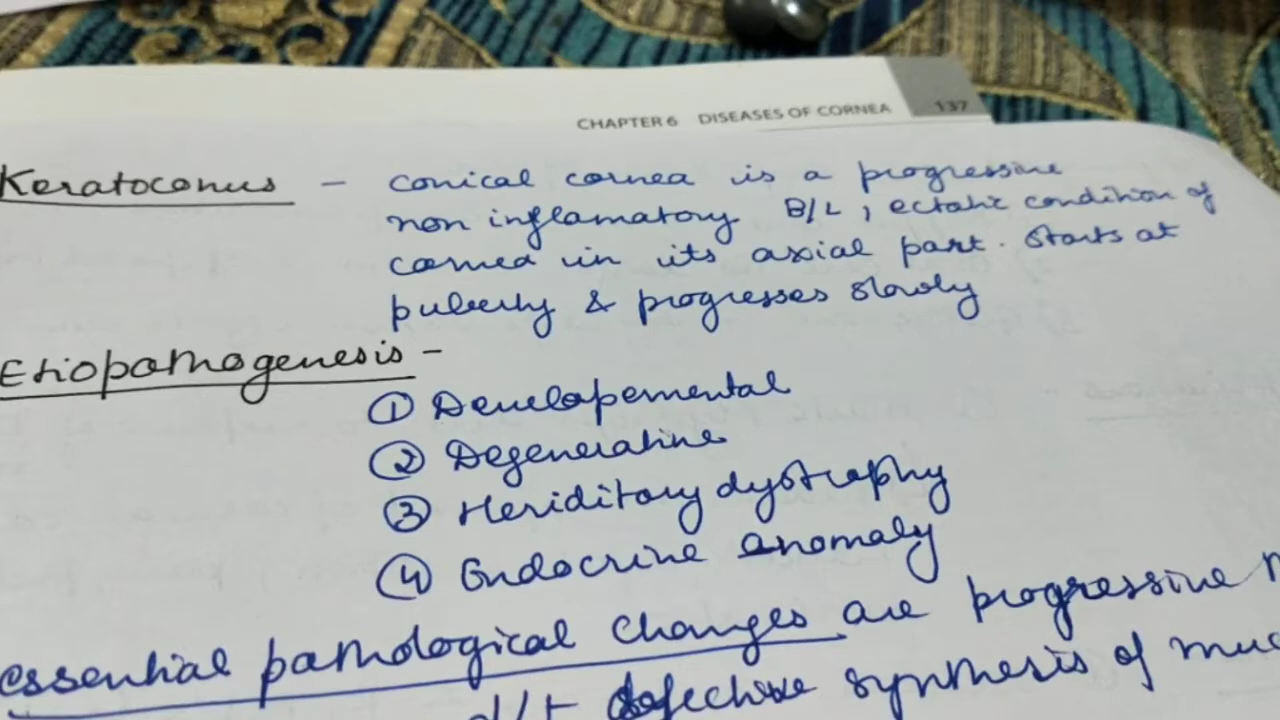 CHAPTER 6 DISEASES OF CORNEA 137
Keratoconus - conical cornea is a progressive
non inflamatory B/L, ectatic condition of
cornea in its axial part. Starts at
puberty & progresses slowly
Etiopathogenesis -
① Developemental
② Degenerative
③ Heriditory dystrophy
④ Endocrine anomaly
essential pathological changes are progressive
d/t defective synthesis of